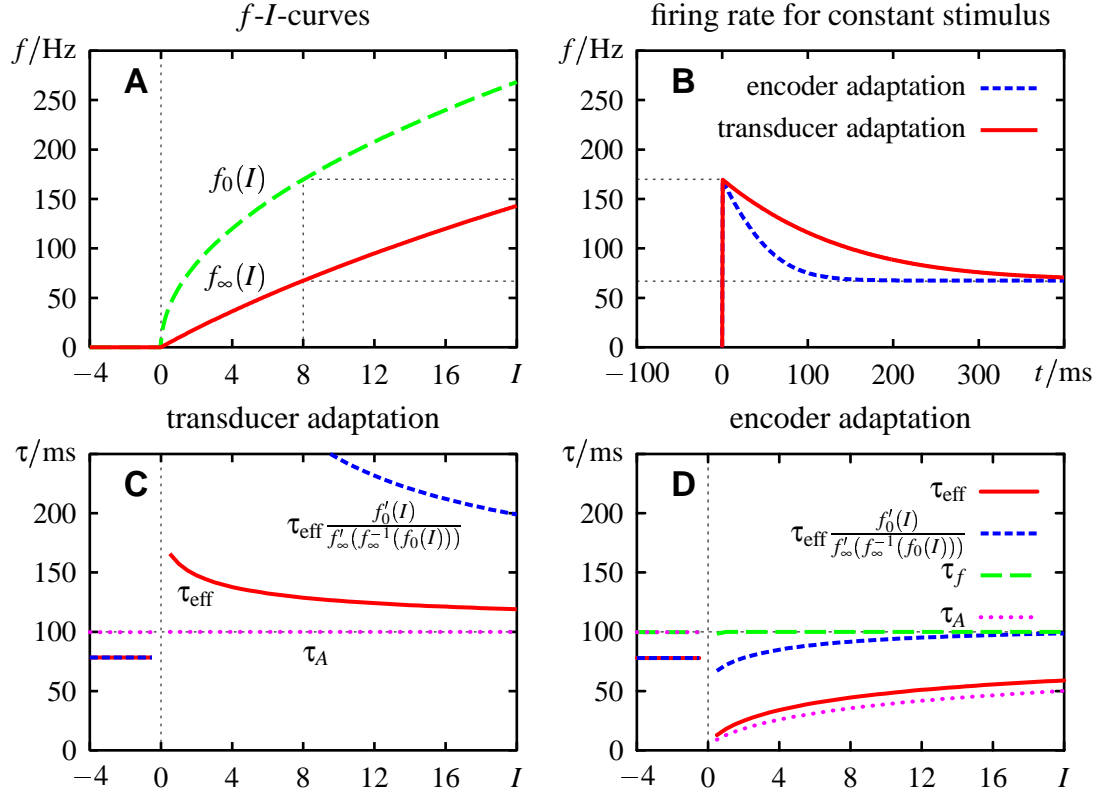 f-I-curves
f/Hz
A
250
200
150
100
50
0
f₀(I)
f∞(I)
−4
0
4
8
12
16
I
firing rate for constant stimulus
f/Hz
B
encoder adaptation
transducer adaptation
250
200
150
100
50
0
−100
0
100
200
300
t/ms
transducer adaptation
τ/ms
C
200
150
100
50
0
τeff f₀′(I) / f∞′(f∞⁻¹(f₀(I)))
τeff
τA
−4
0
4
8
12
16
I
encoder adaptation
τ/ms
D
τeff
τeff f₀′(I) / f∞′(f∞⁻¹(f₀(I)))
τf
τA
200
150
100
50
0
−4
0
4
8
12
16
I